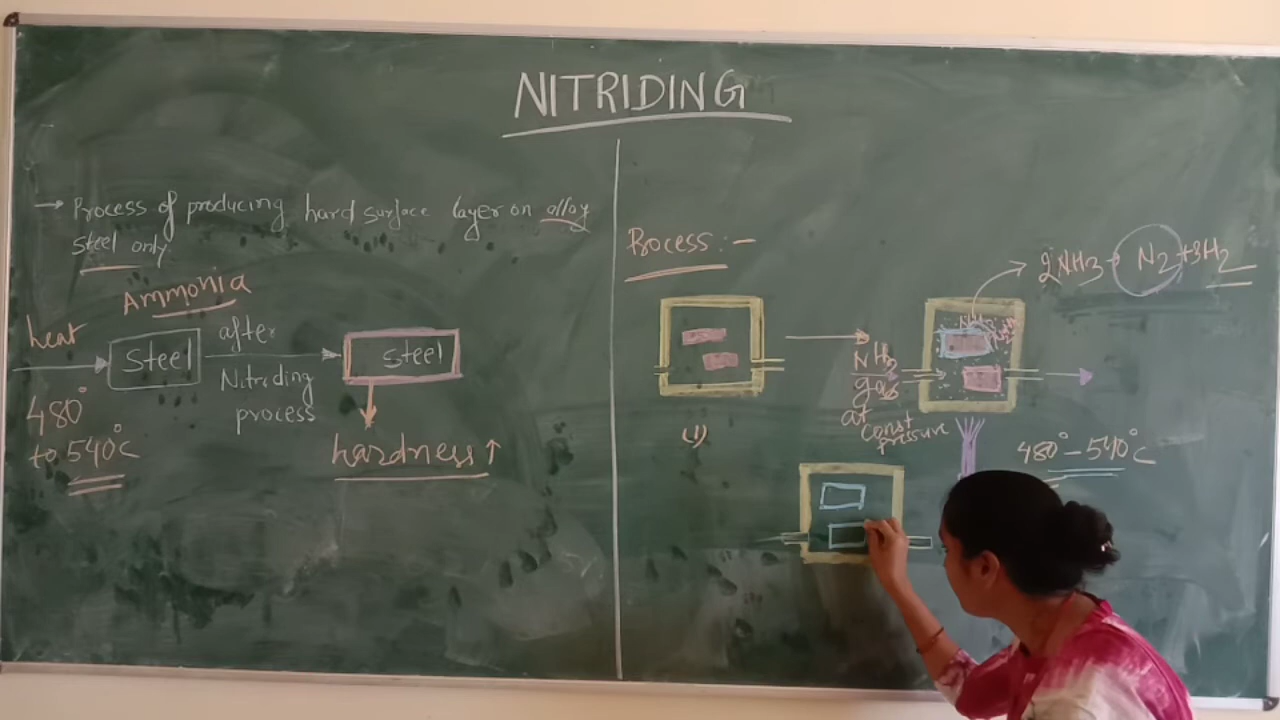 NITRIDING
→ Process of producing hard surface layer on alloy
steel only
Ammonia
heat
480°
to 540°c
Steel
after
Nitriding
process
Steel
hardness ↑
Process :-
(1)
NH3
gas
at
const
pressure
2NH3 → N2 + 3H2
480° - 540°c